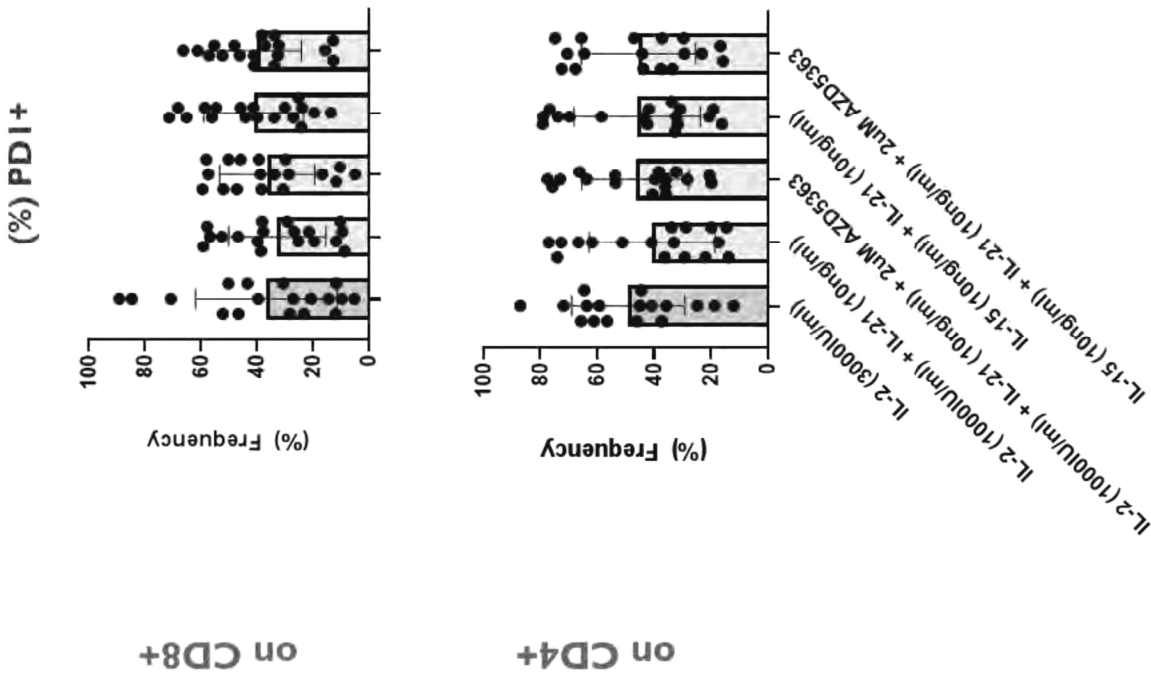 (%) PD1+
on CD8+
(%) Frequency
100
80
60
40
20
0
on CD4+
(%) Frequency
100
80
60
40
20
0
IL-2 (3000IU/ml)
IL-2 (1000IU/ml) + IL-21 (10ng/ml)
IL-2 (1000IU/ml) + IL-21 (10ng/ml) + 2uM AZD5363
IL-15 (10ng/ml) + IL-21 (10ng/ml)
IL-15 (10ng/ml) + IL-21 (10ng/ml) + 2uM AZD5363